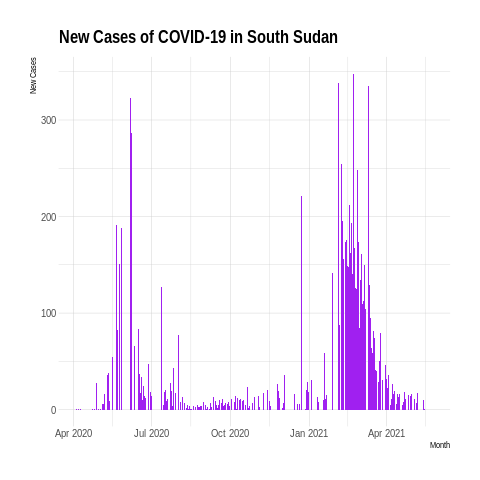 New Cases of COVID-19 in South Sudan
New Cases
300
200
100
0
Apr 2020 Jul 2020 Oct 2020 Jan 2021 Apr 2021
Month